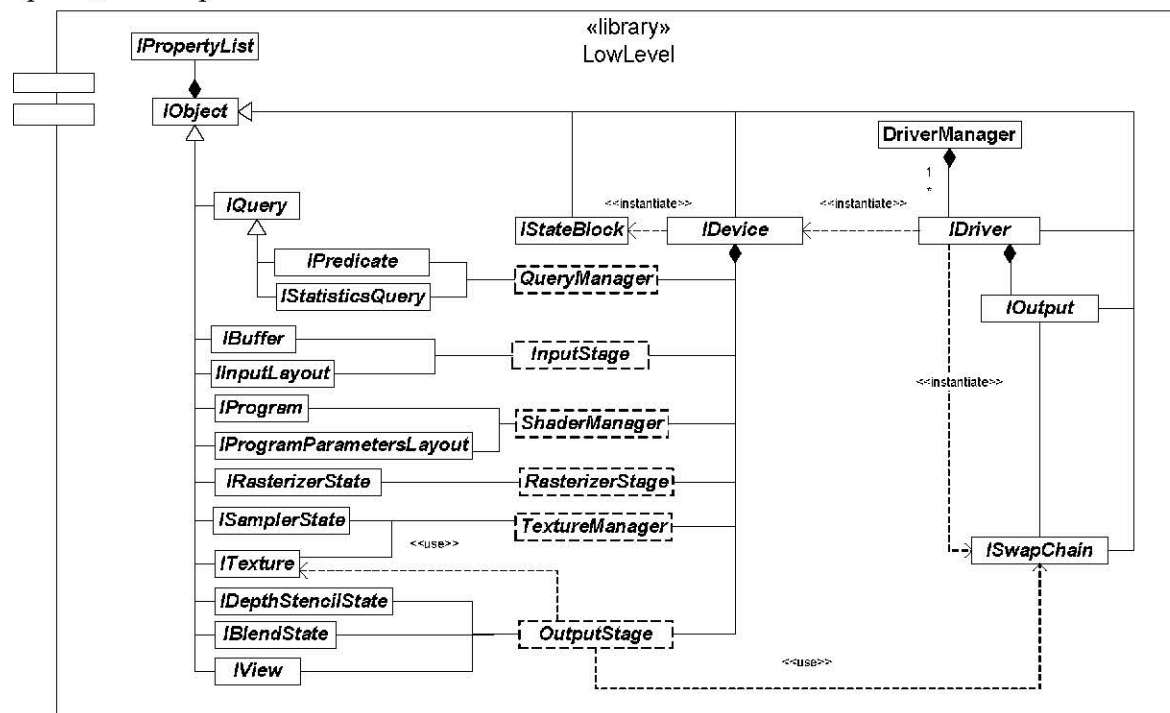 «library»
LowLevel
IPropertyList
IObject
DriverManager
1
*
IQuery
<<instantiate>>
<<instantiate>>
IStateBlock
IDevice
IDriver
IPredicate
QueryManager
IStatisticsQuery
IOutput
IBuffer
InputStage
IInputLayout
<<instantiate>>
IProgram
ShaderManager
IProgramParametersLayout
IRasterizerState
RasterizerStage
ISamplerState
TextureManager
<<use>>
ITexture
ISwapChain
IDepthStencilState
IBlendState
OutputStage
IView
<<use>>